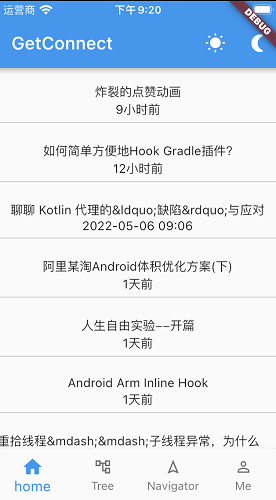 运营商 下午9:20
DEBUG
GetConnect
炸裂的点赞动画
9小时前
如何简单方便地Hook Gradle插件?
12小时前
聊聊 Kotlin 代理的&ldquo;缺陷&rdquo;与应对
2022-05-06 09:06
阿里某淘Android体积优化方案(下)
1天前
人生自由实验--开篇
1天前
Android Arm Inline Hook
1天前
重拾线程&mdash;&mdash;子线程异常，为什么
home Tree Navigator Me